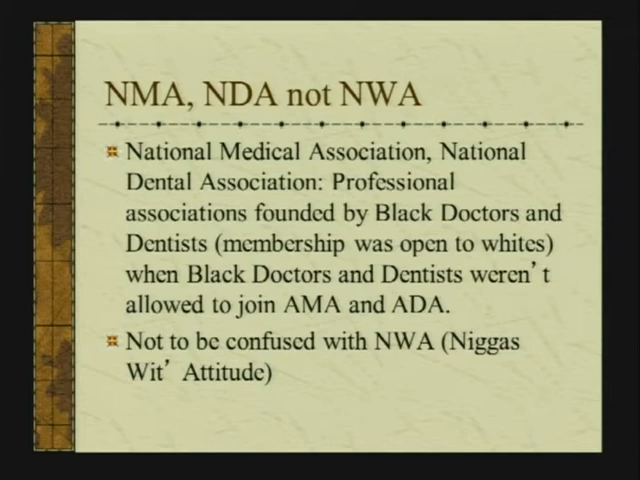 NMA, NDA not NWA
National Medical Association, National
Dental Association: Professional
associations founded by Black Doctors and
Dentists (membership was open to whites)
when Black Doctors and Dentists weren’t
allowed to join AMA and ADA.
Not to be confused with NWA (Niggas
Wit’ Attitude)